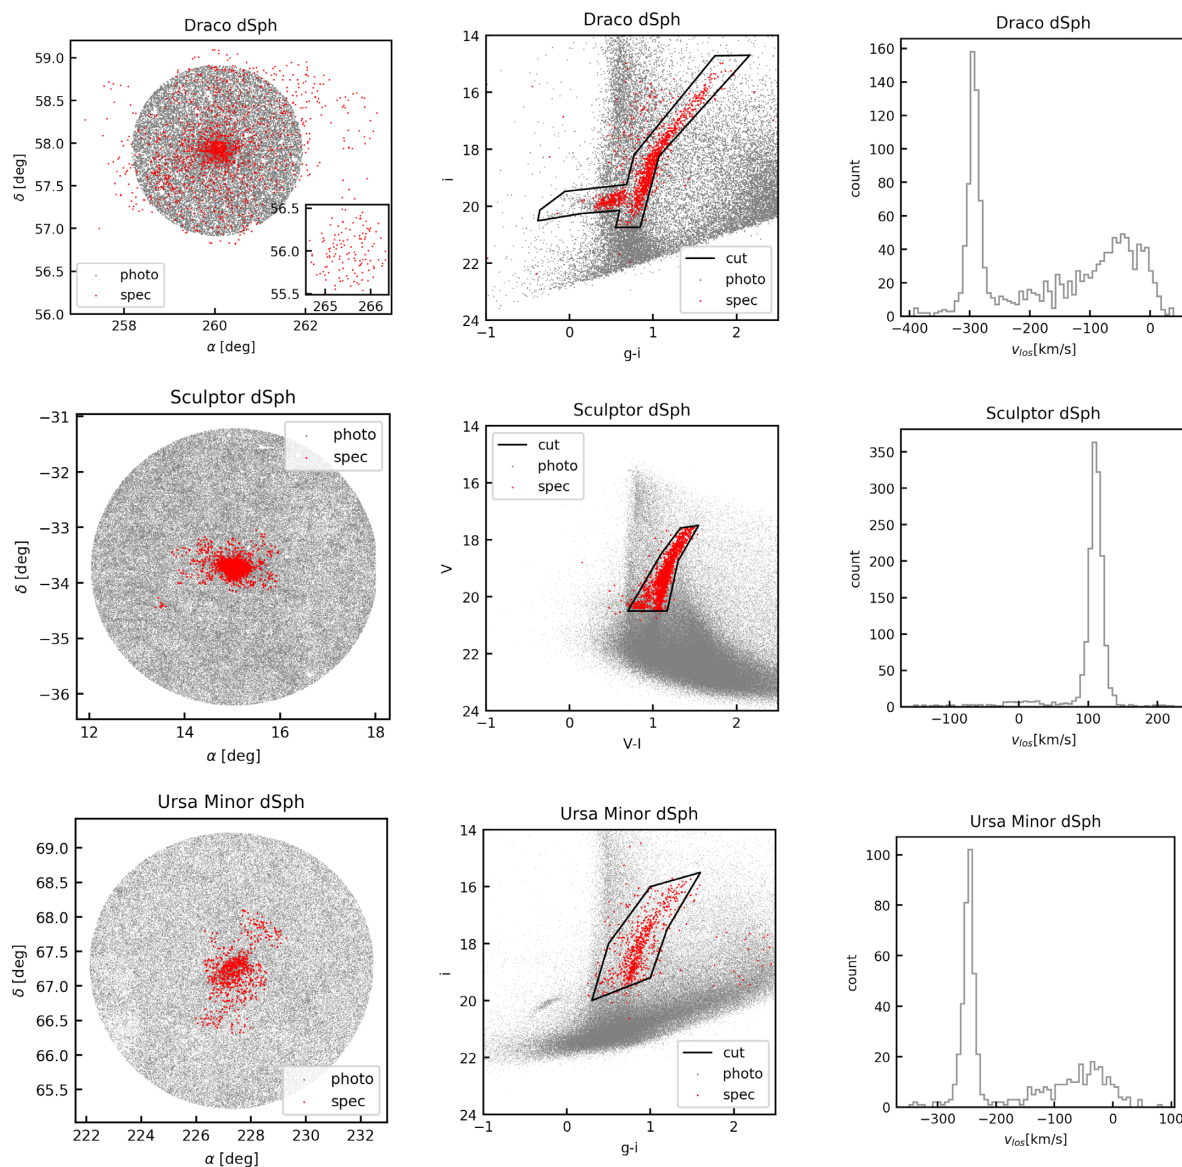 Draco dSph
59.0
58.5
58.0
57.5
57.0
56.5
56.0
δ [deg]
258
260
262
α [deg]
photo
spec
56.5
56.0
55.5
265
266
Draco dSph
14
16
18
20
22
24
i
−1
0
1
2
g-i
cut
photo
spec
Draco dSph
160
140
120
100
80
60
40
20
0
count
−400
−300
−200
−100
0
v_los[km/s]
Sculptor dSph
−31
−32
−33
−34
−35
−36
δ [deg]
12
14
16
18
α [deg]
photo
spec
Sculptor dSph
14
16
18
20
22
24
V
−1
0
1
2
V-I
cut
photo
spec
Sculptor dSph
350
300
250
200
150
100
50
0
count
−100
0
100
200
v_los[km/s]
Ursa Minor dSph
69.0
68.5
68.0
67.5
67.0
66.5
66.0
65.5
δ [deg]
222
224
226
228
230
232
α [deg]
photo
spec
Ursa Minor dSph
14
16
18
20
22
24
i
−1
0
1
2
g-i
cut
photo
spec
Ursa Minor dSph
100
80
60
40
20
0
count
−300
−200
−100
0
100
v_los[km/s]